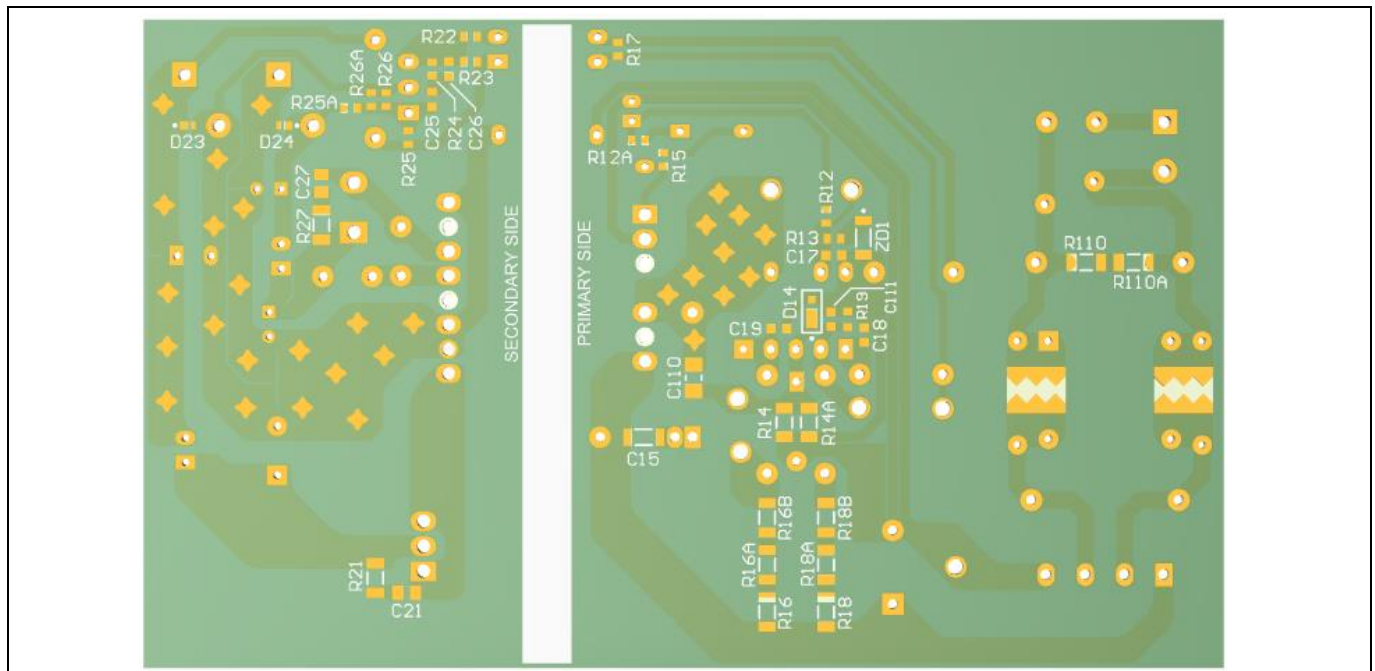 R22
R17
R26A
R26
R23
R25A
D23
D24
C25
R24
C26
R25
R12A
R15
C27
R27
R12
R13
C17
ZD1
SECONDARY SIDE
PRIMARY SIDE
R110
R110A
D14
C111
R19
C19
C18
C110
R14
R14A
C15
R16B
R18B
R16A
R18A
R21
C21
R16
R18